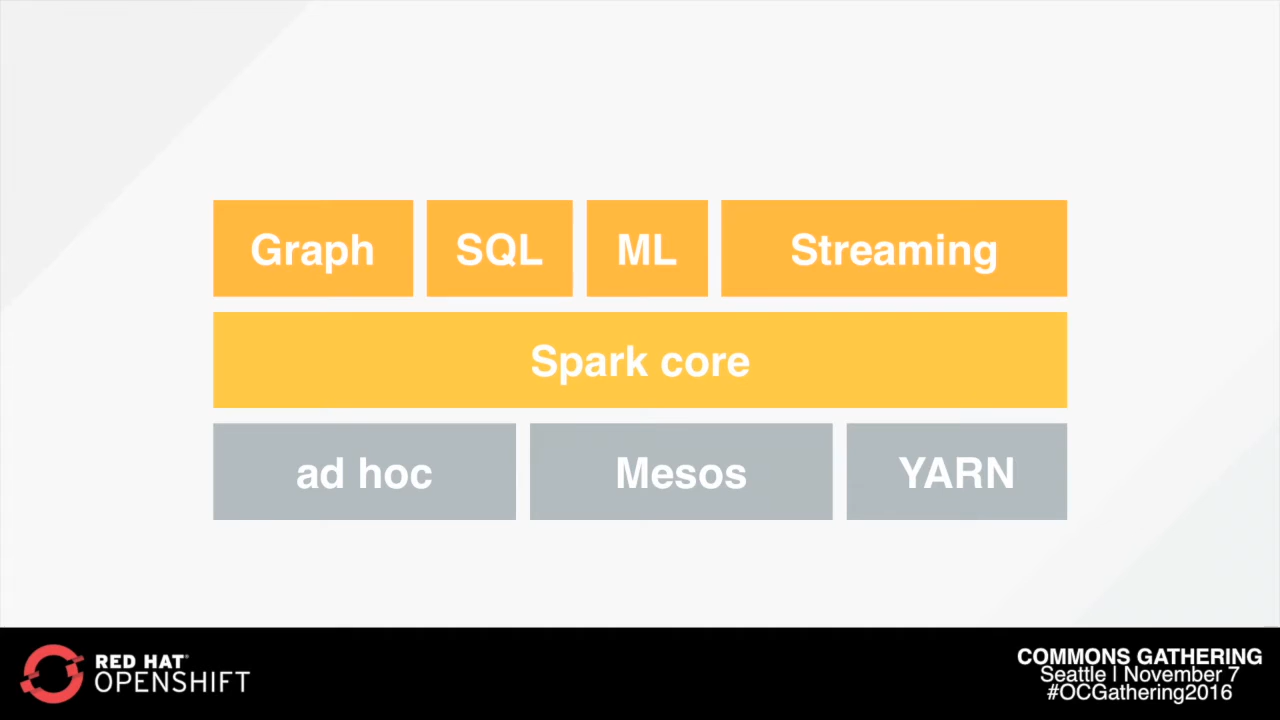 Graph
SQL
ML
Streaming
Spark core
ad hoc
Mesos
YARN
RED HAT®
OPENSHIFT
COMMONS GATHERING
Seattle | November 7
#OCGathering2016